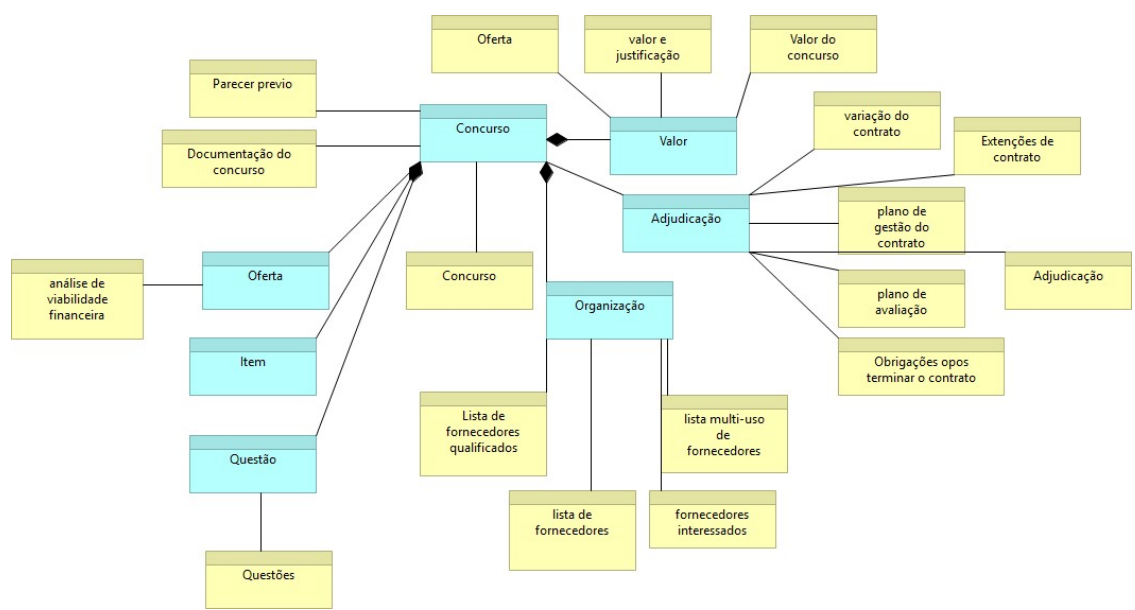 Oferta
valor e
justificação
Valor do
concurso
Parecer previo
Concurso
Valor
variação do
contrato
Extenções de
contrato
Documentação do
concurso
Adjudicação
plano de
gestão do
contrato
Oferta
Concurso
Adjudicação
análise de
viabilidade
financeira
Organização
plano de
avaliação
Item
Obrigações opos
terminar o contrato
Lista de
fornecedores
qualificados
lista multi-uso
de
fornecedores
Questão
lista de
fornecedores
fornecedores
interessados
Questões